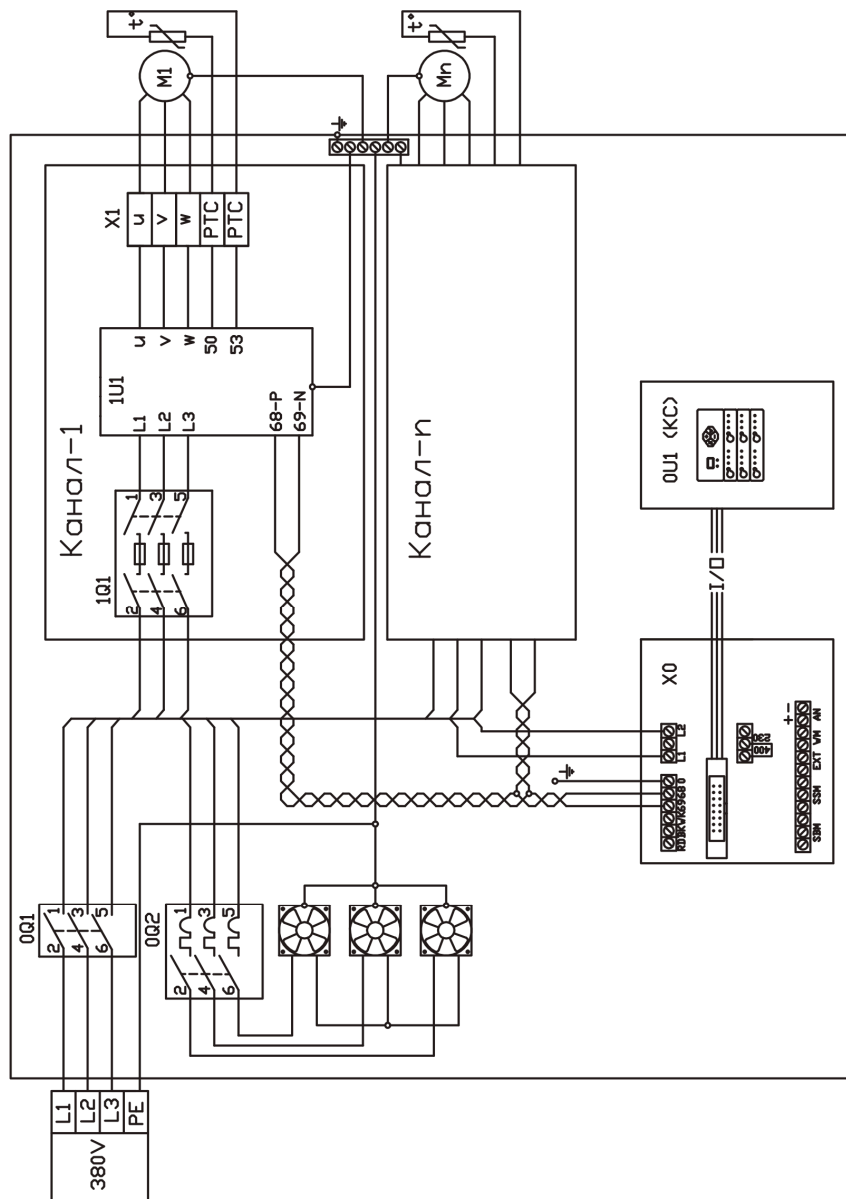 380V
L1
L2
L3
PE
0Q1
2 1
4 3
6 5
0Q2
2 1
4 3
6 5
Канал-1
1Q1
2 1
4 3
6 5
1U1
L1
L2
L3
68-P
69-N
u
v
w
50
53
X1
u
v
w
PTC
PTC
M1
t°
Канал-n
Mn
t°
X0
L1 L2
RDBKWK69680
400 230
+ -
SBM SSM EXT WM AN
I/O
0U1 (KC)